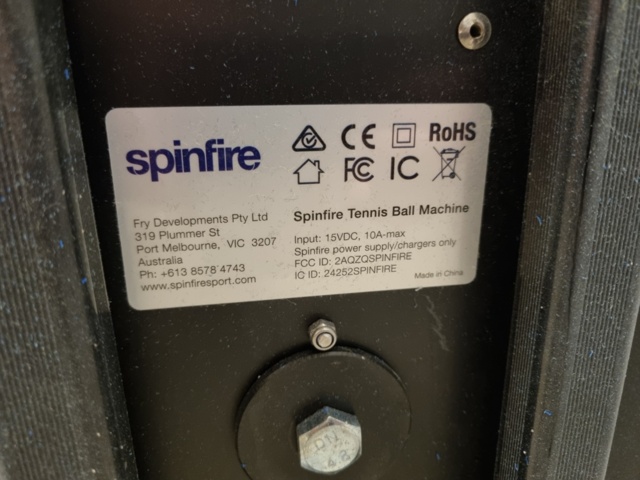 spinfire
CE
RoHS
FC
IC
Fry Developments Pty Ltd
319 Plummer St
Port Melbourne, VIC 3207
Australia
Ph: +613 8578 4743
www.spinfiresport.com
Spinfire Tennis Ball Machine
Input: 15VDC, 10A-max
Spinfire power supply/chargers only
FCC ID: 2AQZQSPINFIRE
IC ID: 24252SPINFIRE
Made in China
4.8